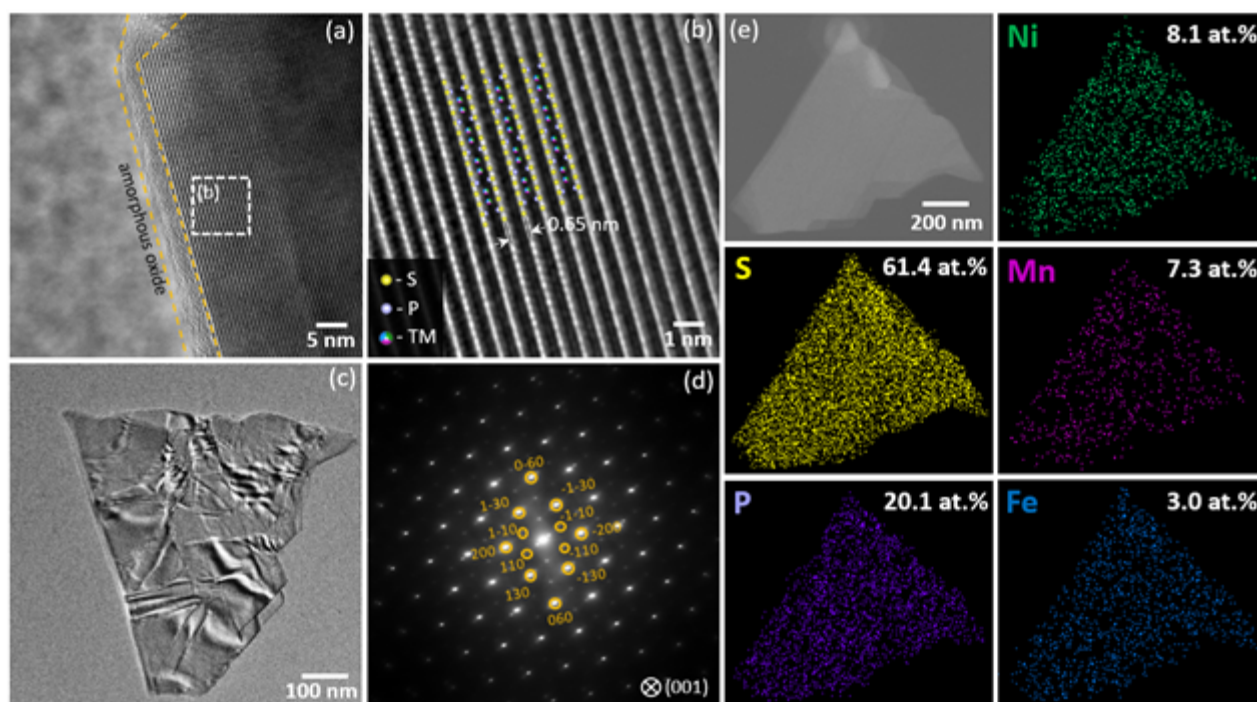 (a)
amorphous oxide
(b)
5 nm
(b)
0.65 nm
- S
- P
- TM
1 nm
(c)
100 nm
(d)
0-60
1-30
-1-30
1-10
-1-10
-200
200
110
-110
130
-130
060
(001)
(e)
200 nm
Ni
8.1 at.%
S
61.4 at.%
Mn
7.3 at.%
P
20.1 at.%
Fe
3.0 at.%